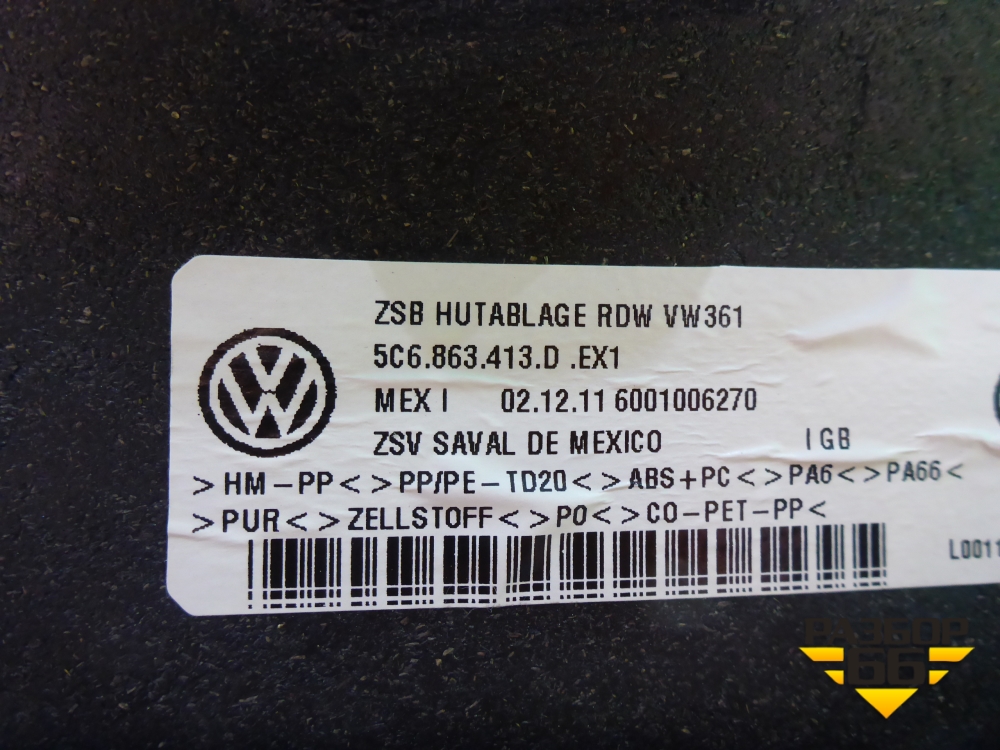 ZSB HUTABLAGE RDW VW361
5C6.863.413.D .EX1
MEX I 02.12.11 6001006270
ZSV SAVAL DE MEXICO I GB
>HM-PP<>PP/PE-TD20<>ABS+PC<>PA6<>PA66<
>PUR<>ZELLSTOFF<>PO<>CO-PET-PP<
L0011
РАЗБОР
66